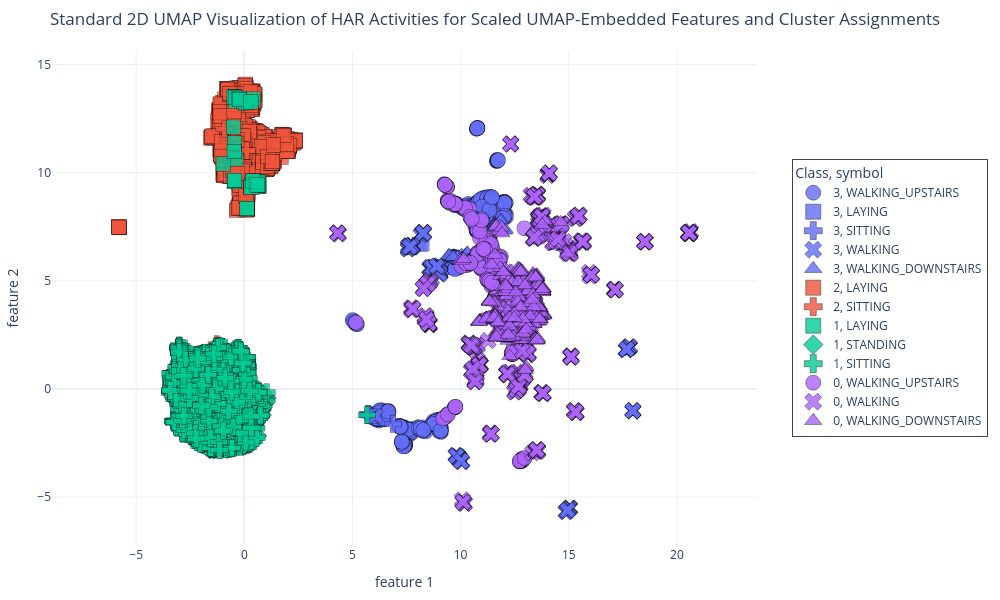 Standard 2D UMAP Visualization of HAR Activities for Scaled UMAP-Embedded Features and Cluster Assignments
15
10
5
0
−5
−5
0
5
10
15
20
feature 1
feature 2
Class, symbol
3, WALKING_UPSTAIRS
3, LAYING
3, SITTING
3, WALKING
3, WALKING_DOWNSTAIRS
2, LAYING
2, SITTING
1, LAYING
1, STANDING
1, SITTING
0, WALKING_UPSTAIRS
0, WALKING
0, WALKING_DOWNSTAIRS